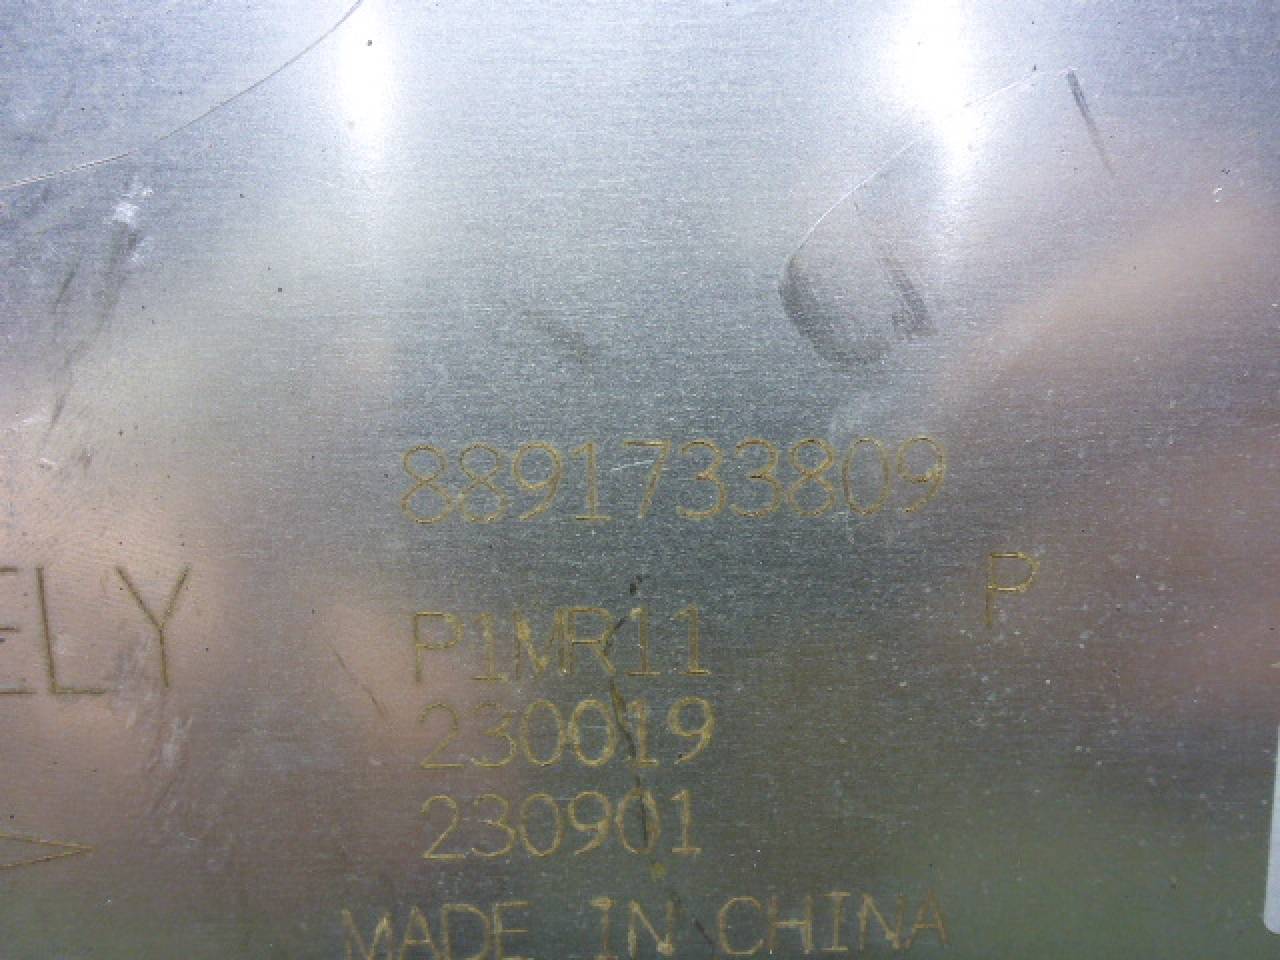 8891733809
P
ELY
P1MR11
230019
230901
MADE IN CHINA